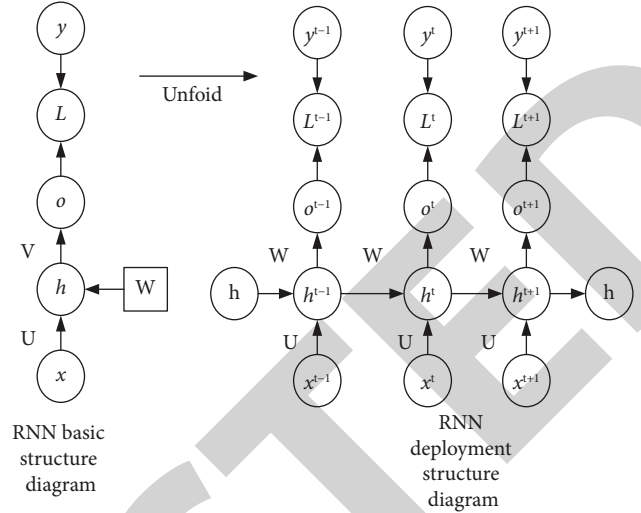 y
y^t-1
y^t
y^t+1
Unfoid
L
L^t-1
L^t
L^t+1
o
o^t-1
o^t
o^t+1
V
W
W
W
h
W
h
h^t-1
h^t
h^t+1
h
U
U
U
U
x
x^t-1
x^t
x^t+1
RNN basic
structure
diagram
RNN
deployment
structure
diagram